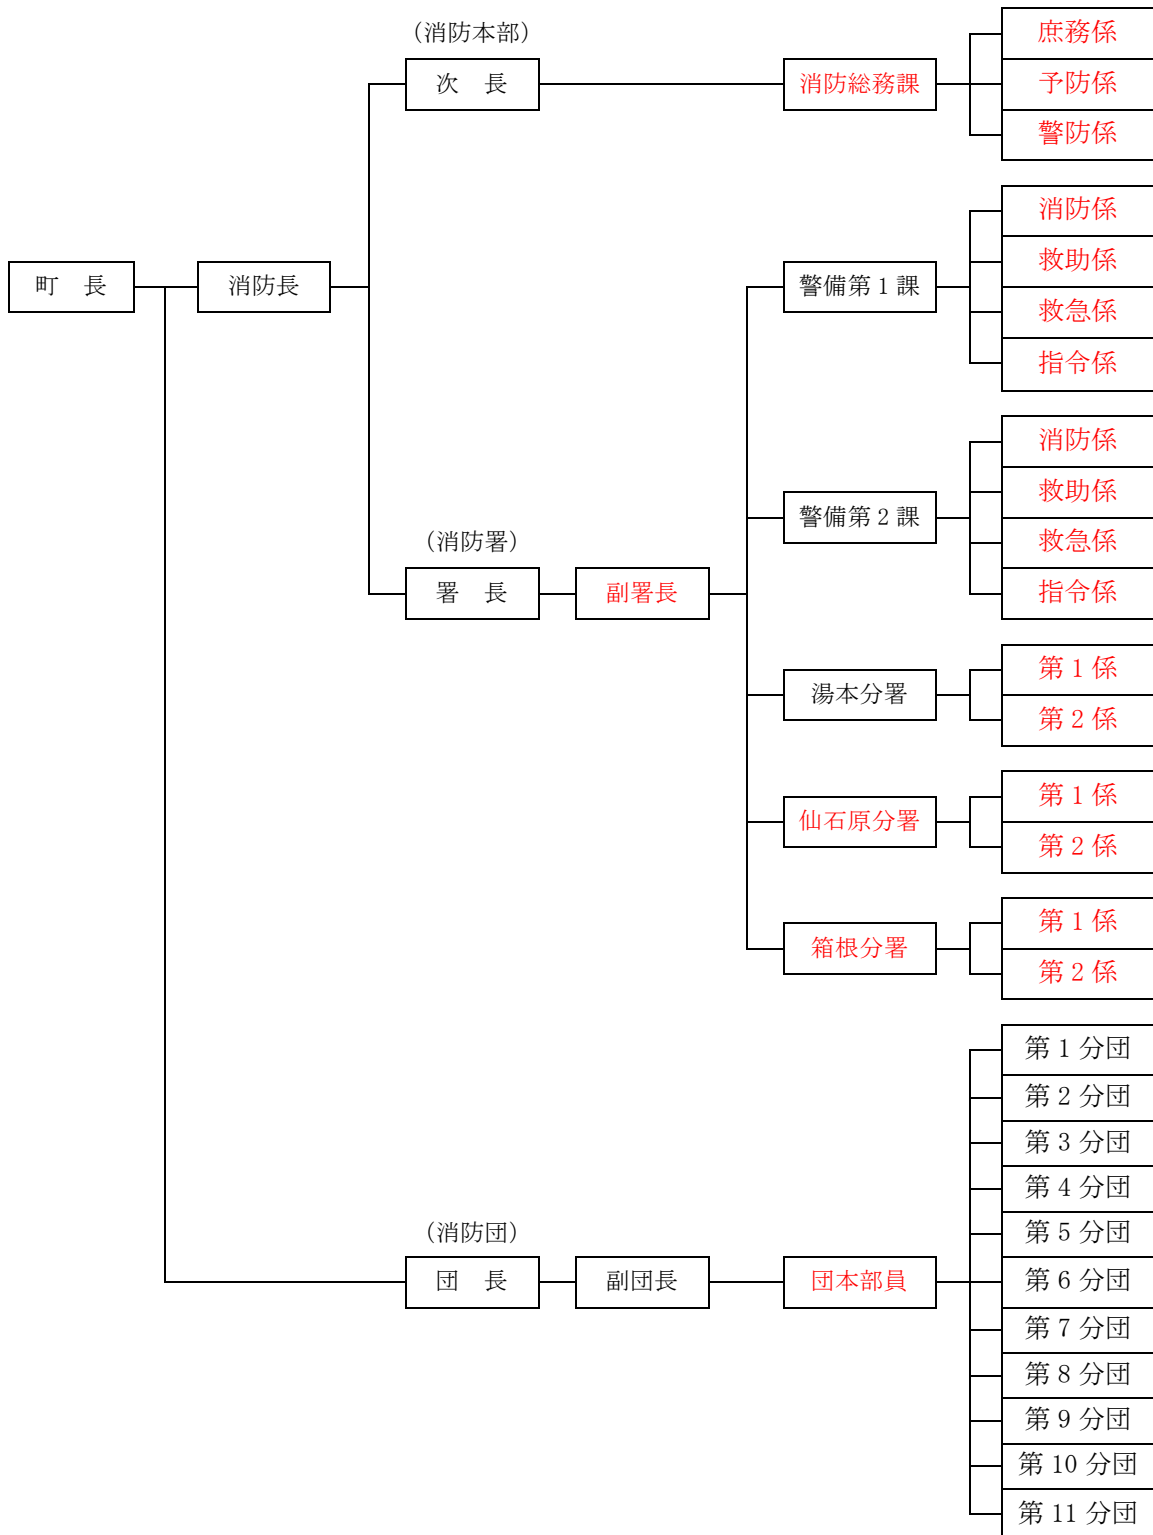 （消防本部）
次　長
消防総務課
庶務係
予防係
警防係
町　長
消防長
警備第１課
消防係
救助係
救急係
指令係
警備第２課
消防係
救助係
救急係
指令係
（消防署）
署　長
副署長
湯本分署
第１係
第２係
仙石原分署
第１係
第２係
箱根分署
第１係
第２係
（消防団）
団　長
副団長
団本部員
第１分団
第２分団
第３分団
第４分団
第５分団
第６分団
第７分団
第８分団
第９分団
第 10 分団
第 11 分団